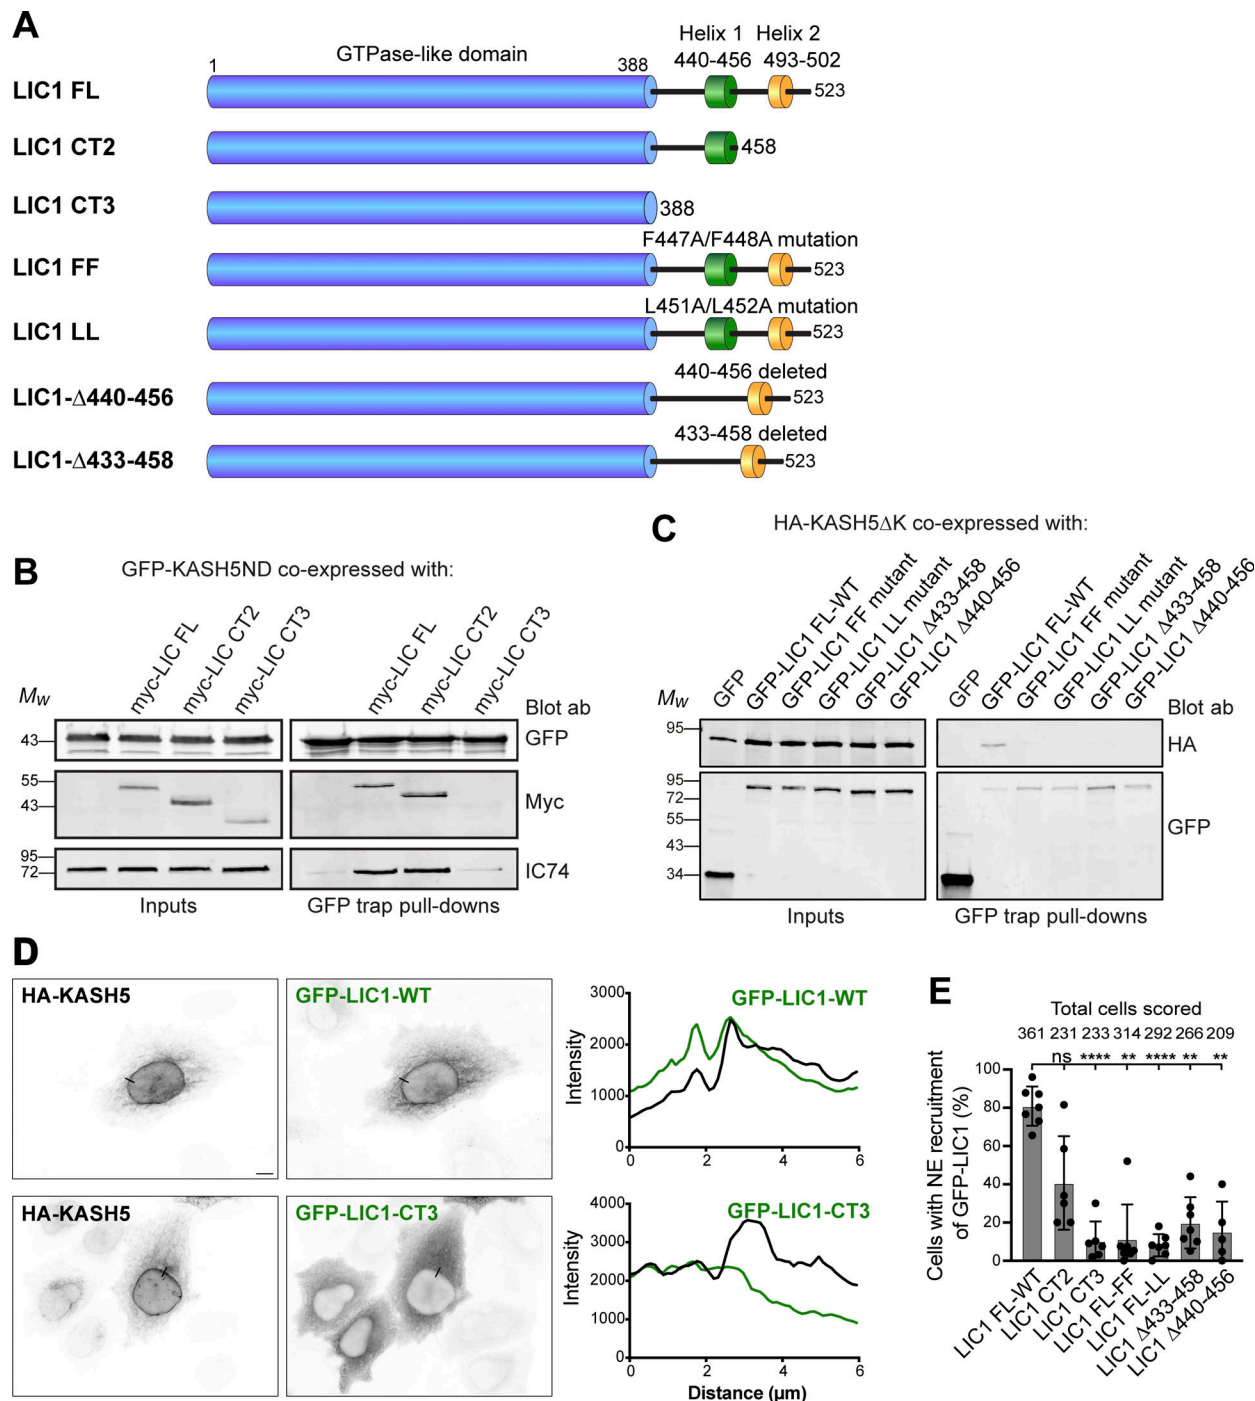 A
Helix 1 Helix 2
GTPase-like domain
1 388 440-456 493-502
LIC1 FL 523
LIC1 CT2 458
LIC1 CT3 388
F447A/F448A mutation
LIC1 FF 523
L451A/L452A mutation
LIC1 LL 523
440-456 deleted
LIC1-Δ440-456 523
433-458 deleted
LIC1-Δ433-458 523
B
GFP-KASH5ND co-expressed with:
myc-LIC FL
myc-LIC CT2
myc-LIC CT3
myc-LIC FL
myc-LIC CT2
myc-LIC CT3
Mw
Blot ab
43
GFP
55
43
Myc
95
72
IC74
Inputs
GFP trap pull-downs
C
HA-KASH5ΔK co-expressed with:
GFP
GFP-LIC1 FL-WT
GFP-LIC1 FF mutant
GFP-LIC1 LL mutant
GFP-LIC1 Δ433-458
GFP-LIC1 Δ440-456
GFP
GFP-LIC1 FL-WT
GFP-LIC1 FF mutant
GFP-LIC1 LL mutant
GFP-LIC1 Δ433-458
GFP-LIC1 Δ440-456
Mw
Blot ab
95
HA
95
72
55
43
34
GFP
Inputs
GFP trap pull-downs
D
HA-KASH5
GFP-LIC1-WT
GFP-LIC1-WT
Intensity
3000
2000
1000
0
0 2 4 6
HA-KASH5
GFP-LIC1-CT3
GFP-LIC1-CT3
Intensity
4000
3000
2000
1000
0
0 2 4 6
Distance (µm)
E
Total cells scored
361 231 233 314 292 266 209
ns **** ** **** ** **
Cells with NE recruitment
of GFP-LIC1 (%)
100
80
60
40
20
0
LIC1 FL-WT
LIC1 CT2
LIC1 CT3
LIC1 FL-FF
LIC1 FL-LL
LIC1 Δ433-458
LIC1 Δ440-456